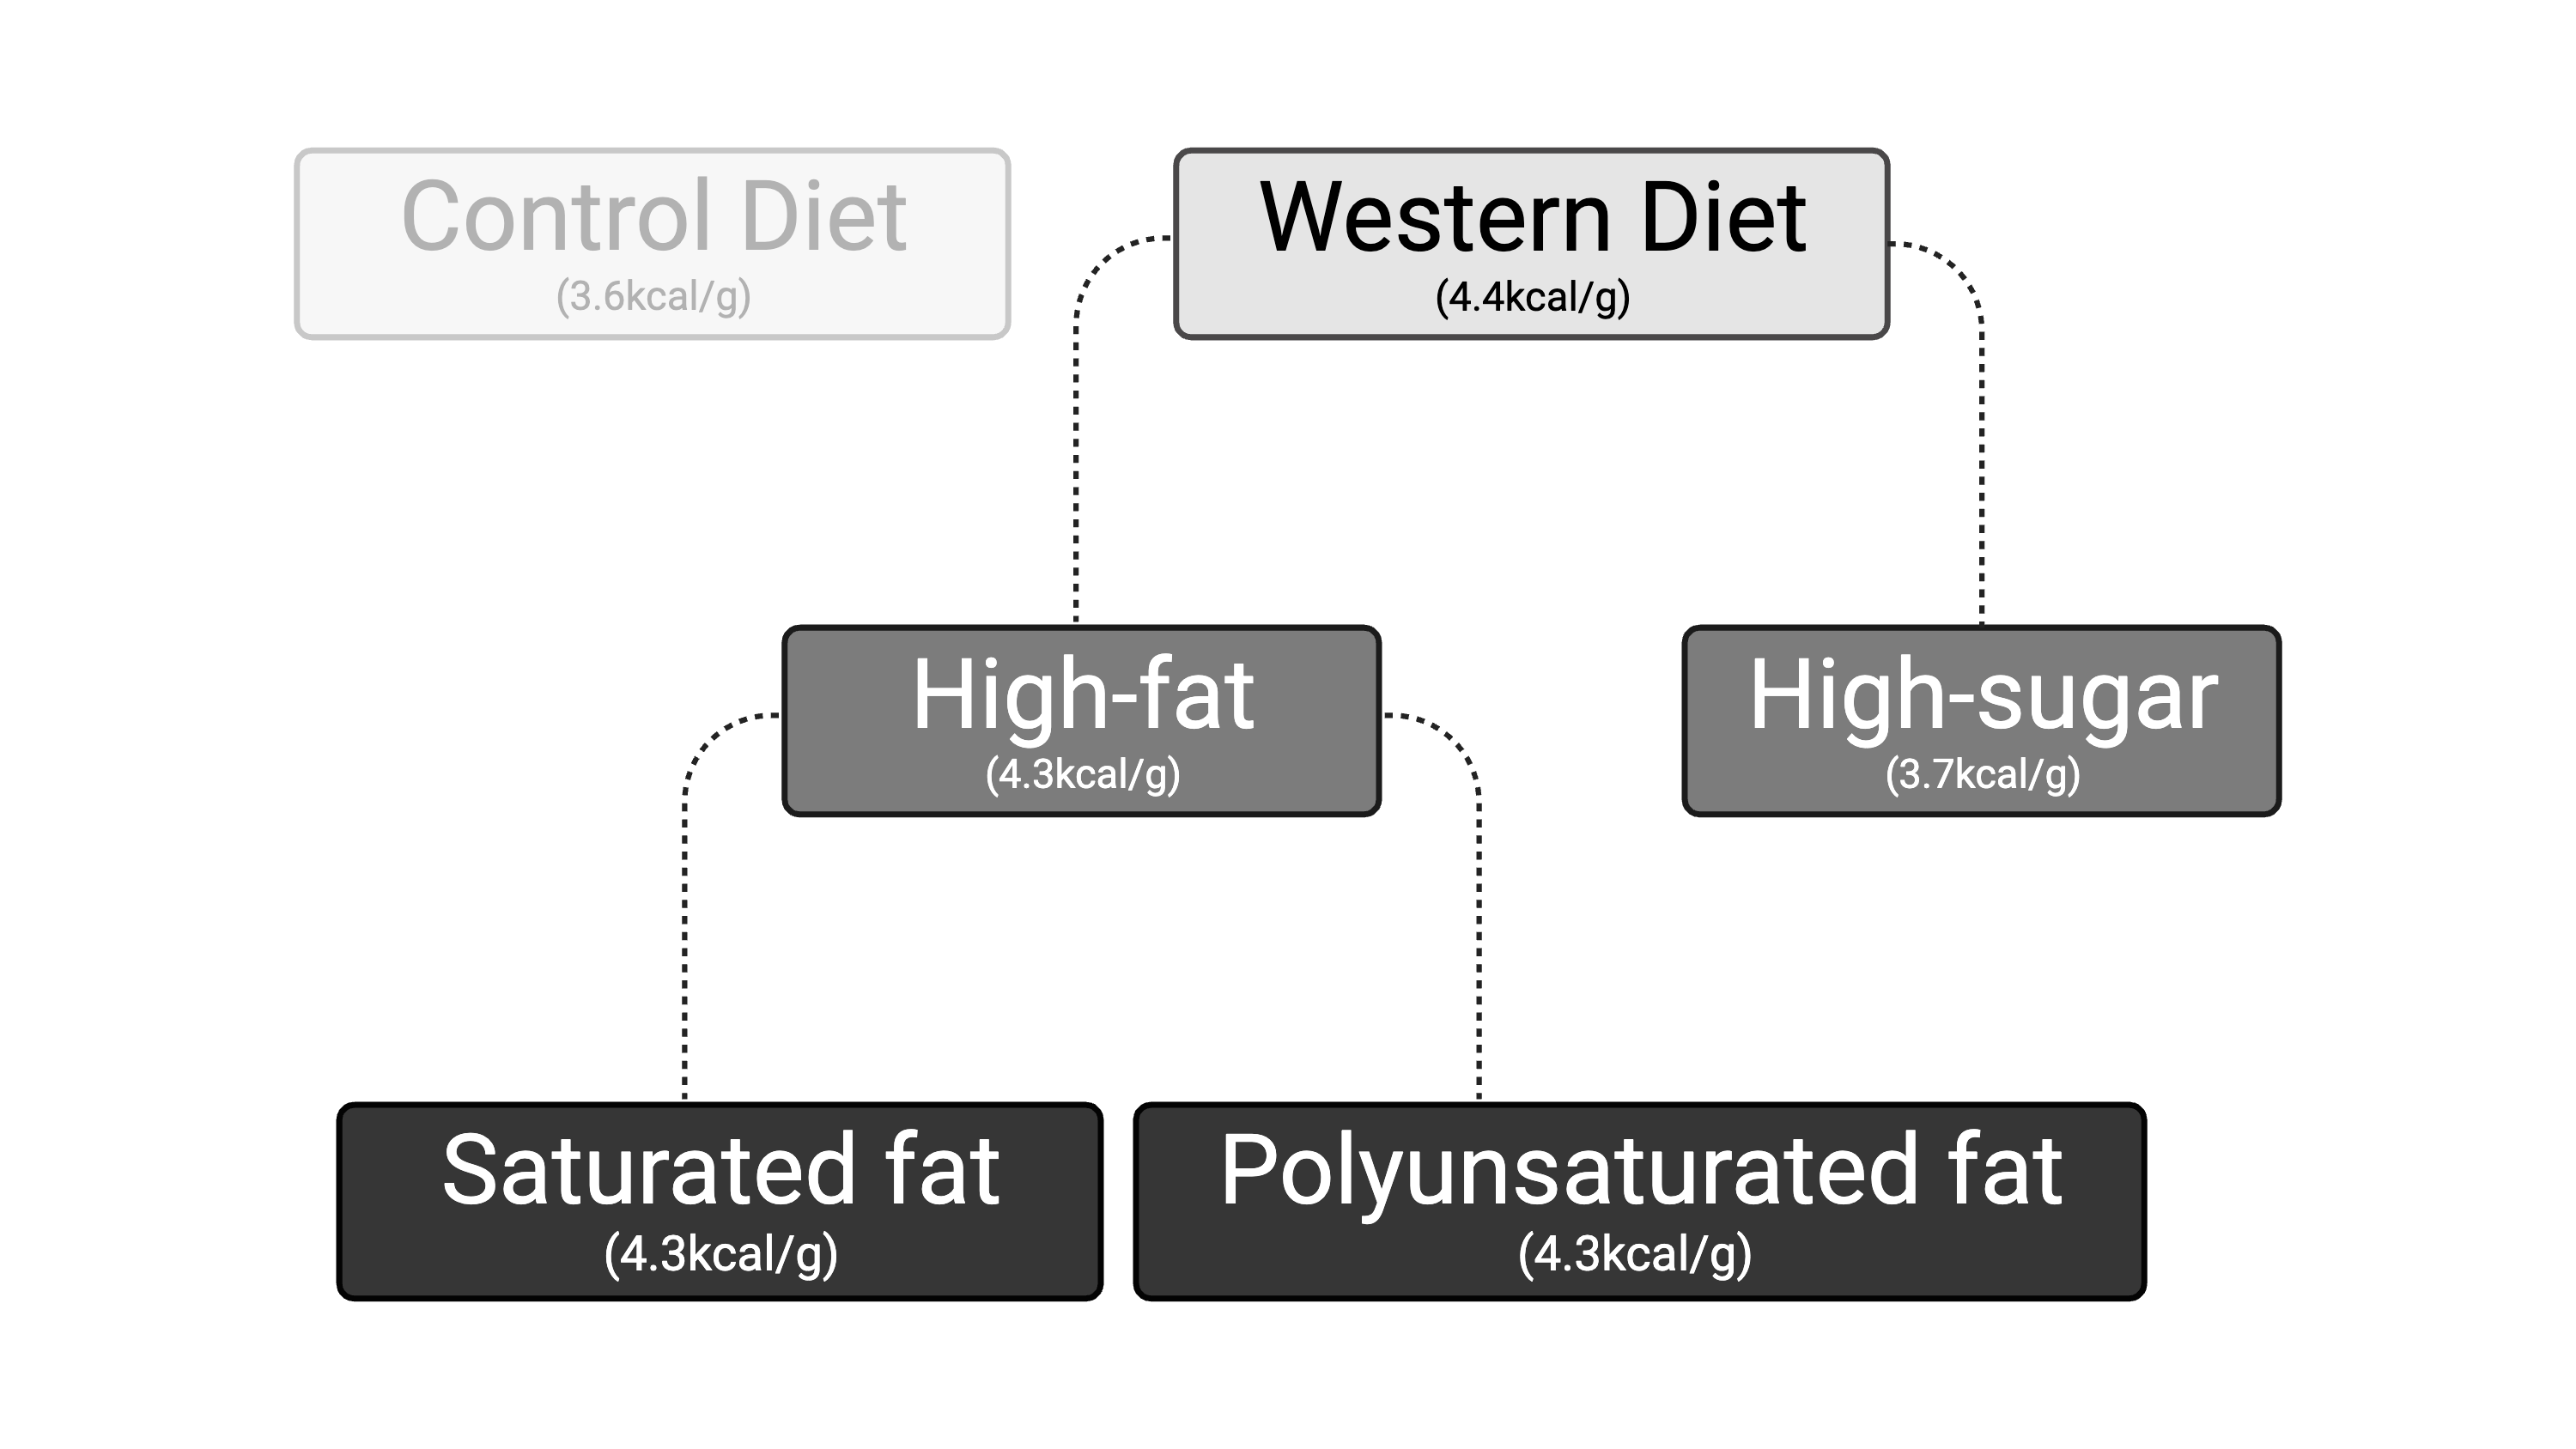 Control Diet
(3.6kcal/g)
Western Diet
(4.4kcal/g)
High-fat
(4.3kcal/g)
High-sugar
(3.7kcal/g)
Saturated fat
(4.3kcal/g)
Polyunsaturated fat
(4.3kcal/g)